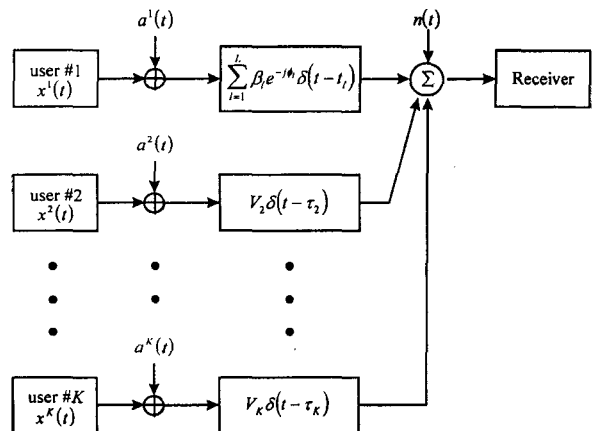 a¹(t)
n(t)
user #1
x¹(t)
⊕
∑_{l=1}^{L} β_l e^{-jϕ_l} δ(t-t_l)
Σ
Receiver
a²(t)
user #2
x²(t)
⊕
V₂δ(t-τ₂)
a^K(t)
user #K
x^K(t)
⊕
V_Kδ(t-τ_K)